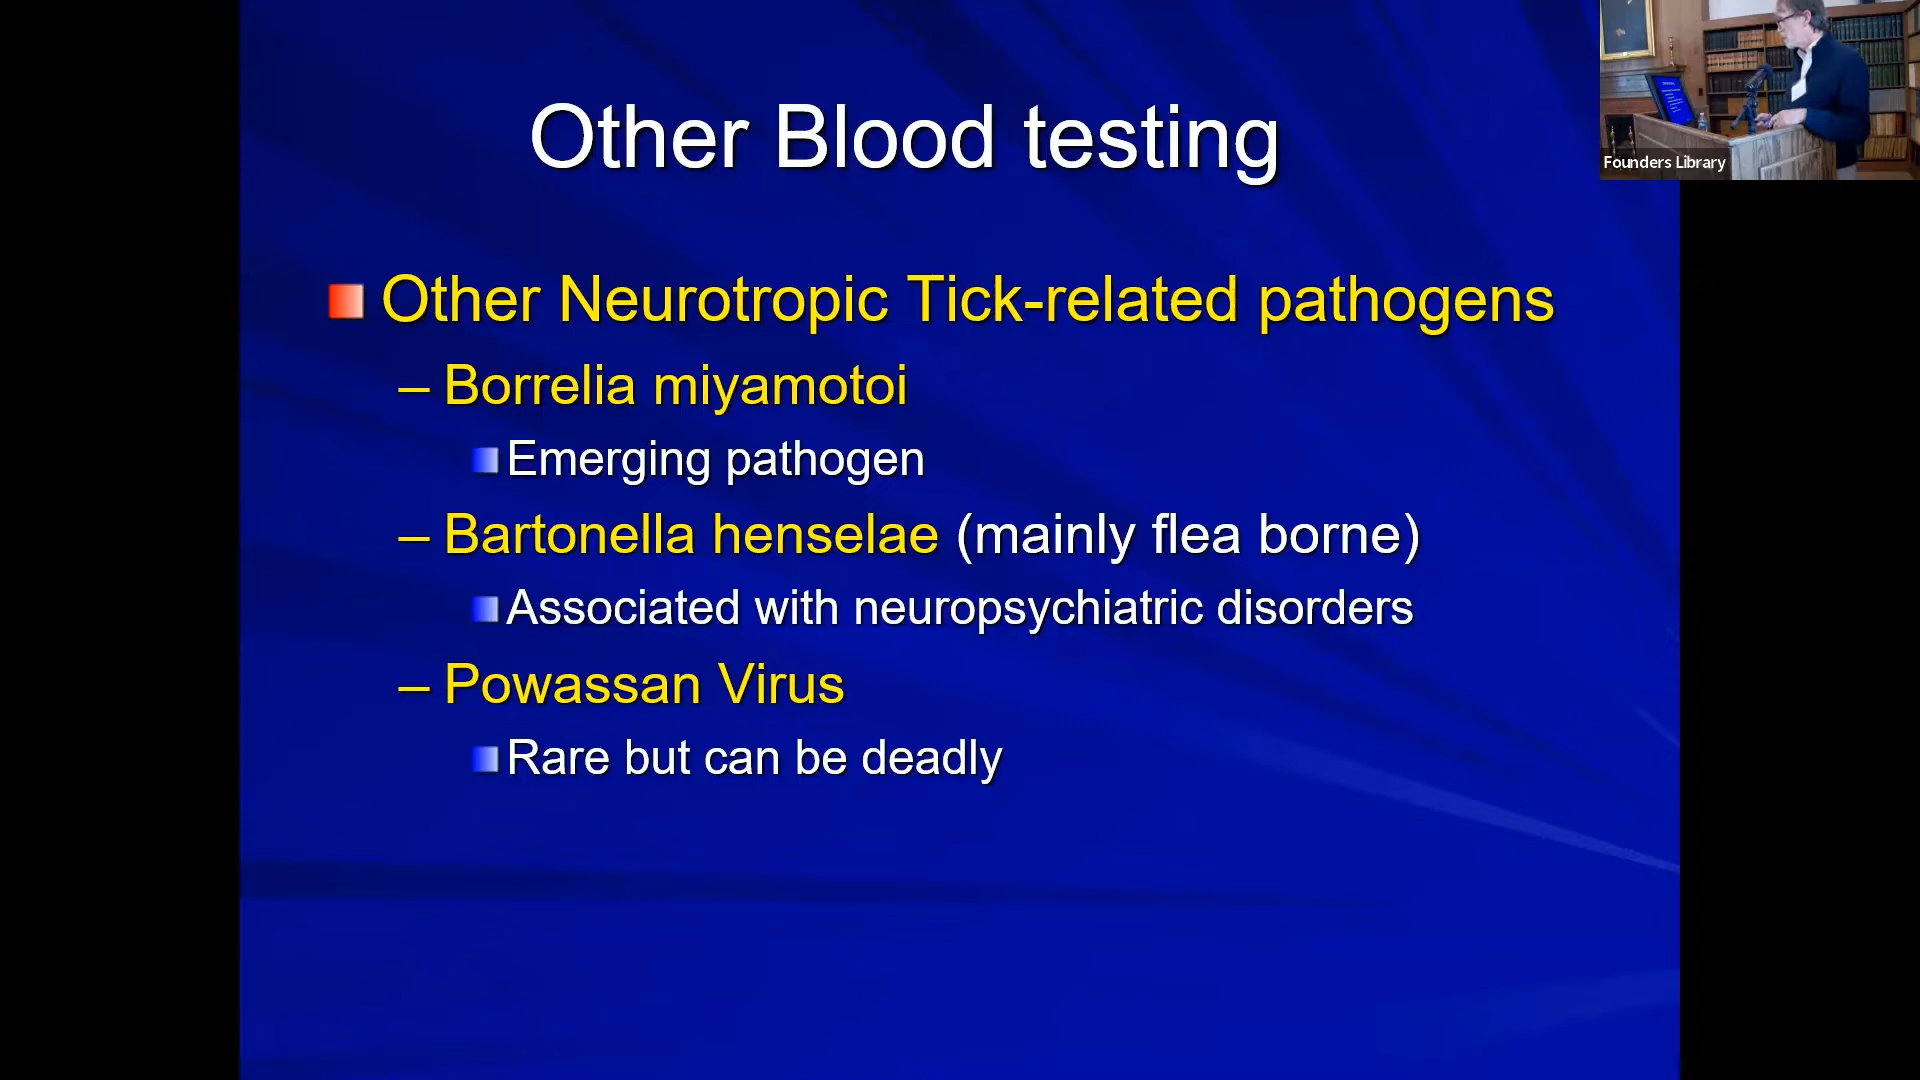 Other Blood testing
Other Neurotropic Tick-related pathogens
– Borrelia miyamotoi
Emerging pathogen
– Bartonella henselae (mainly flea borne)
Associated with neuropsychiatric disorders
– Powassan Virus
Rare but can be deadly
Founders Library